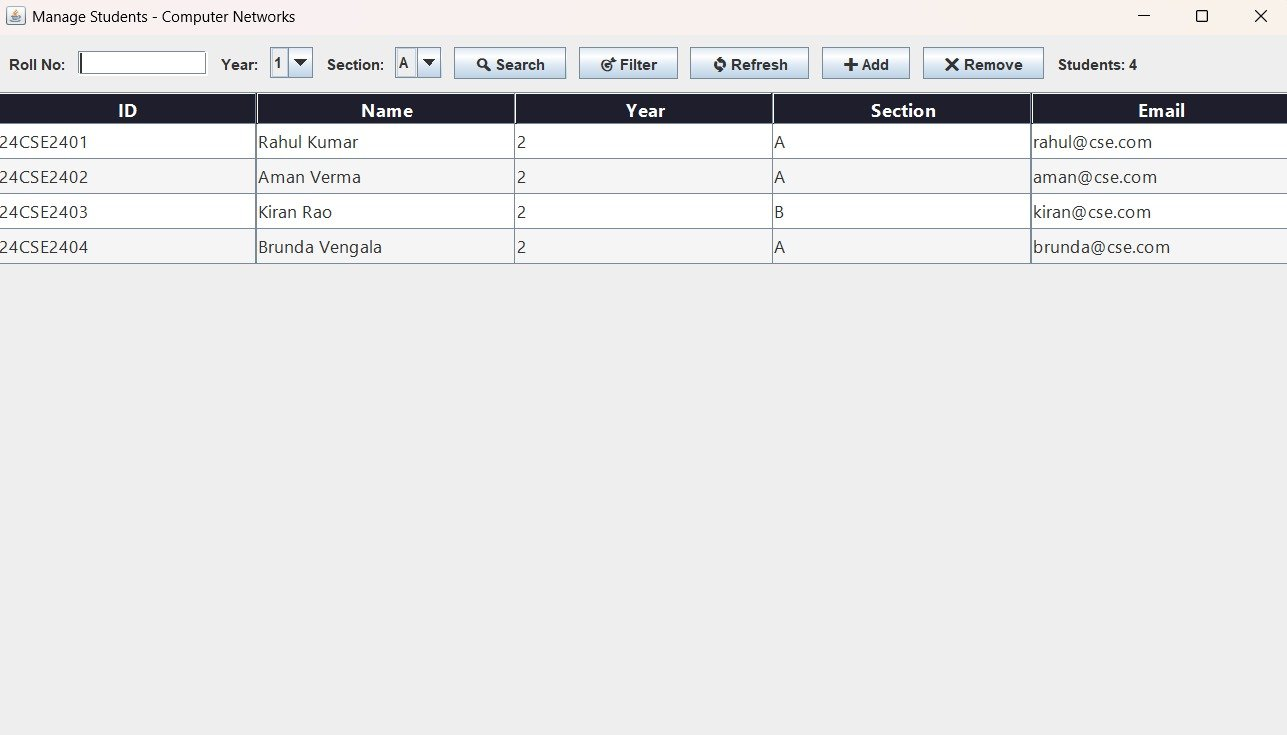 Manage Students - Computer Networks
Roll No: Year: 1 Section: A Search Filter Refresh Add Remove Students: 4
ID Name Year Section Email
24CSE2401 Rahul Kumar 2 A rahul@cse.com
24CSE2402 Aman Verma 2 A aman@cse.com
24CSE2403 Kiran Rao 2 B kiran@cse.com
24CSE2404 Brunda Vengala 2 A brunda@cse.com